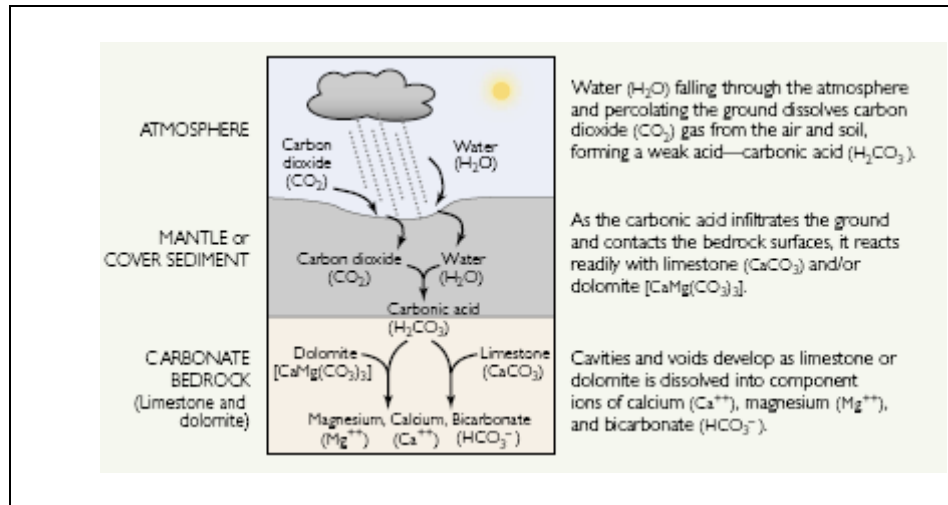 ATMOSPHERE
Carbon
dioxide
(CO₂)
Water
(H₂O)
Water (H₂O) falling through the atmosphere
and percolating the ground dissolves carbon
dioxide (CO₂) gas from the air and soil,
forming a weak acid—carbonic acid (H₂CO₃).
MANTLE or
COVER SEDIMENT
Carbon dioxide
(CO₂)
Water
(H₂O)
Carbonic acid
(H₂CO₃)
As the carbonic acid infiltrates the ground
and contacts the bedrock surfaces, it reacts
readily with limestone (CaCO₃) and/or
dolomite [CaMg(CO₃)₃].
CARBONATE
BEDROCK
(Limestone and
dolomite)
Dolomite
[CaMg(CO₃)₃]
Limestone
(CaCO₃)
Magnesium, Calcium, Bicarbonate
(Mg⁺⁺) (Ca⁺⁺) (HCO₃⁻)
Cavities and voids develop as limestone or
dolomite is dissolved into component
ions of calcium (Ca⁺⁺), magnesium (Mg⁺⁺),
and bicarbonate (HCO₃⁻).